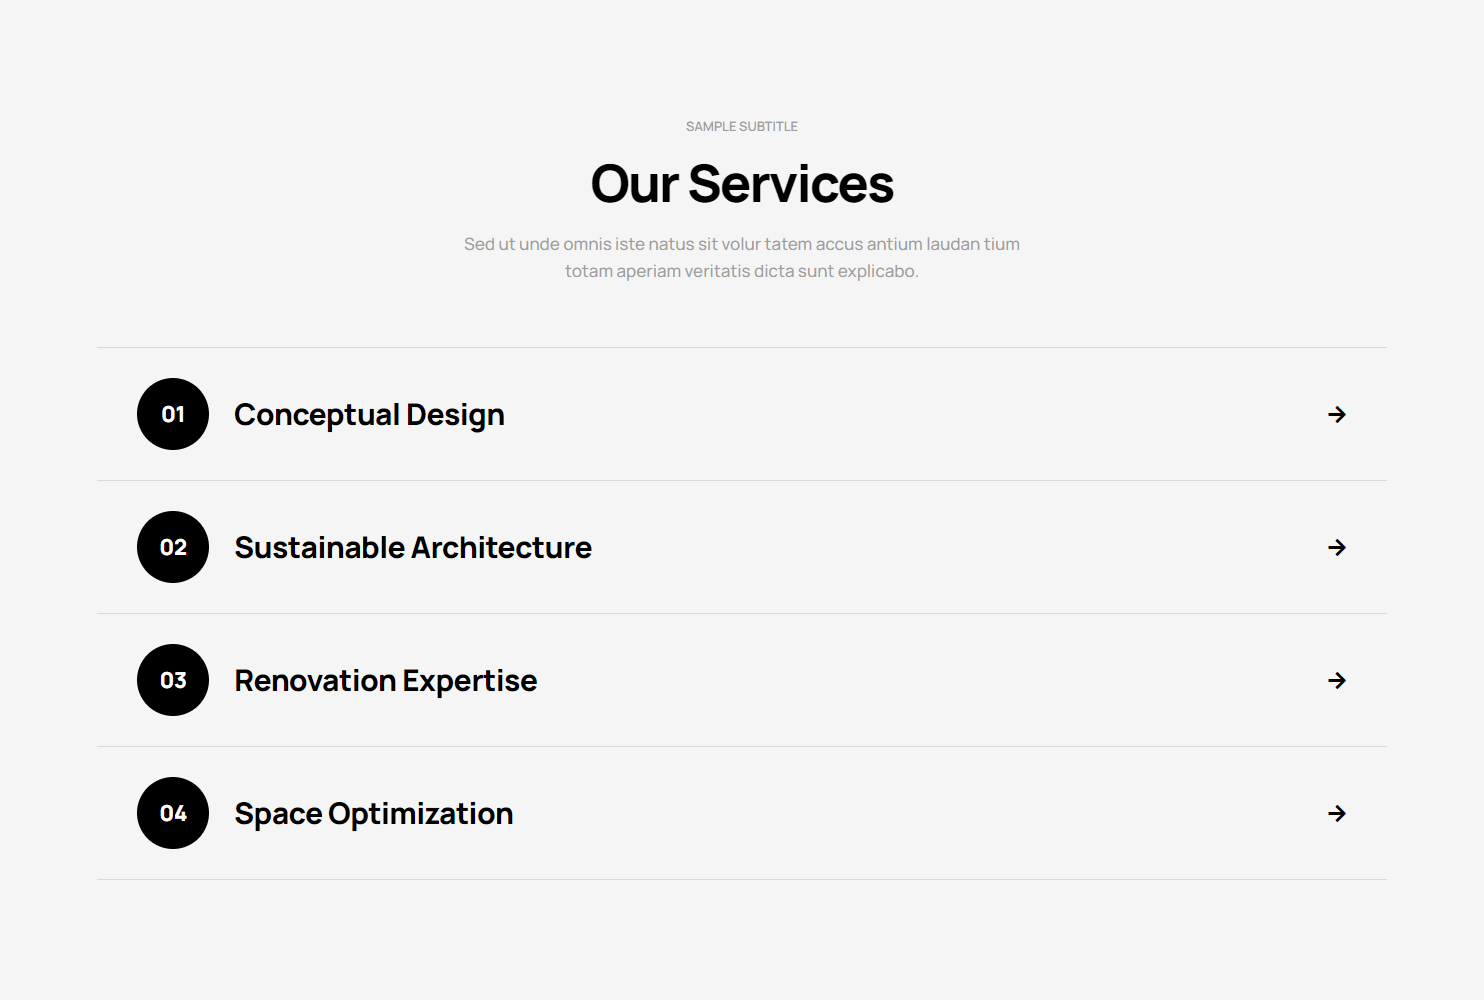 SAMPLE SUBTITLE
Our Services
Sed ut unde omnis iste natus sit volur tatem accus antium laudan tium
totam aperiam veritatis dicta sunt explicabo.
01 Conceptual Design
02 Sustainable Architecture
03 Renovation Expertise
04 Space Optimization